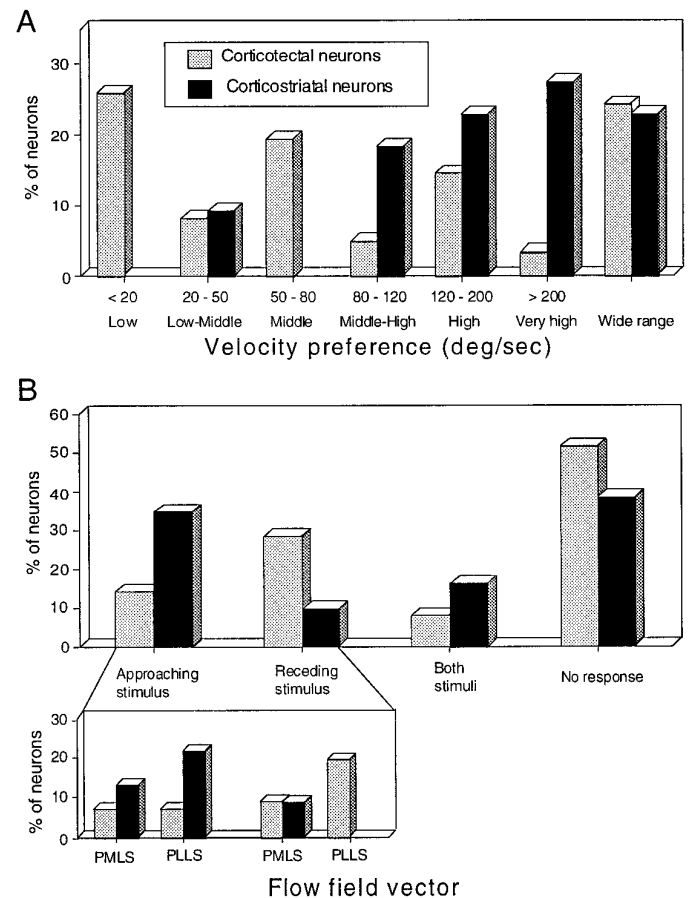 A
Corticotectal neurons
Corticostriatal neurons
% of neurons
30
20
10
0
< 20 20 - 50 50 - 80 80 - 120 120 - 200 > 200
Low Low-Middle Middle Middle-High High Very high Wide range
Velocity preference (deg/sec)
B
% of neurons
60
50
40
30
20
10
0
Approaching stimulus
Receding stimulus
Both stimuli
No response
% of neurons
30
20
10
0
PMLS PLLS PMLS PLLS
Flow field vector